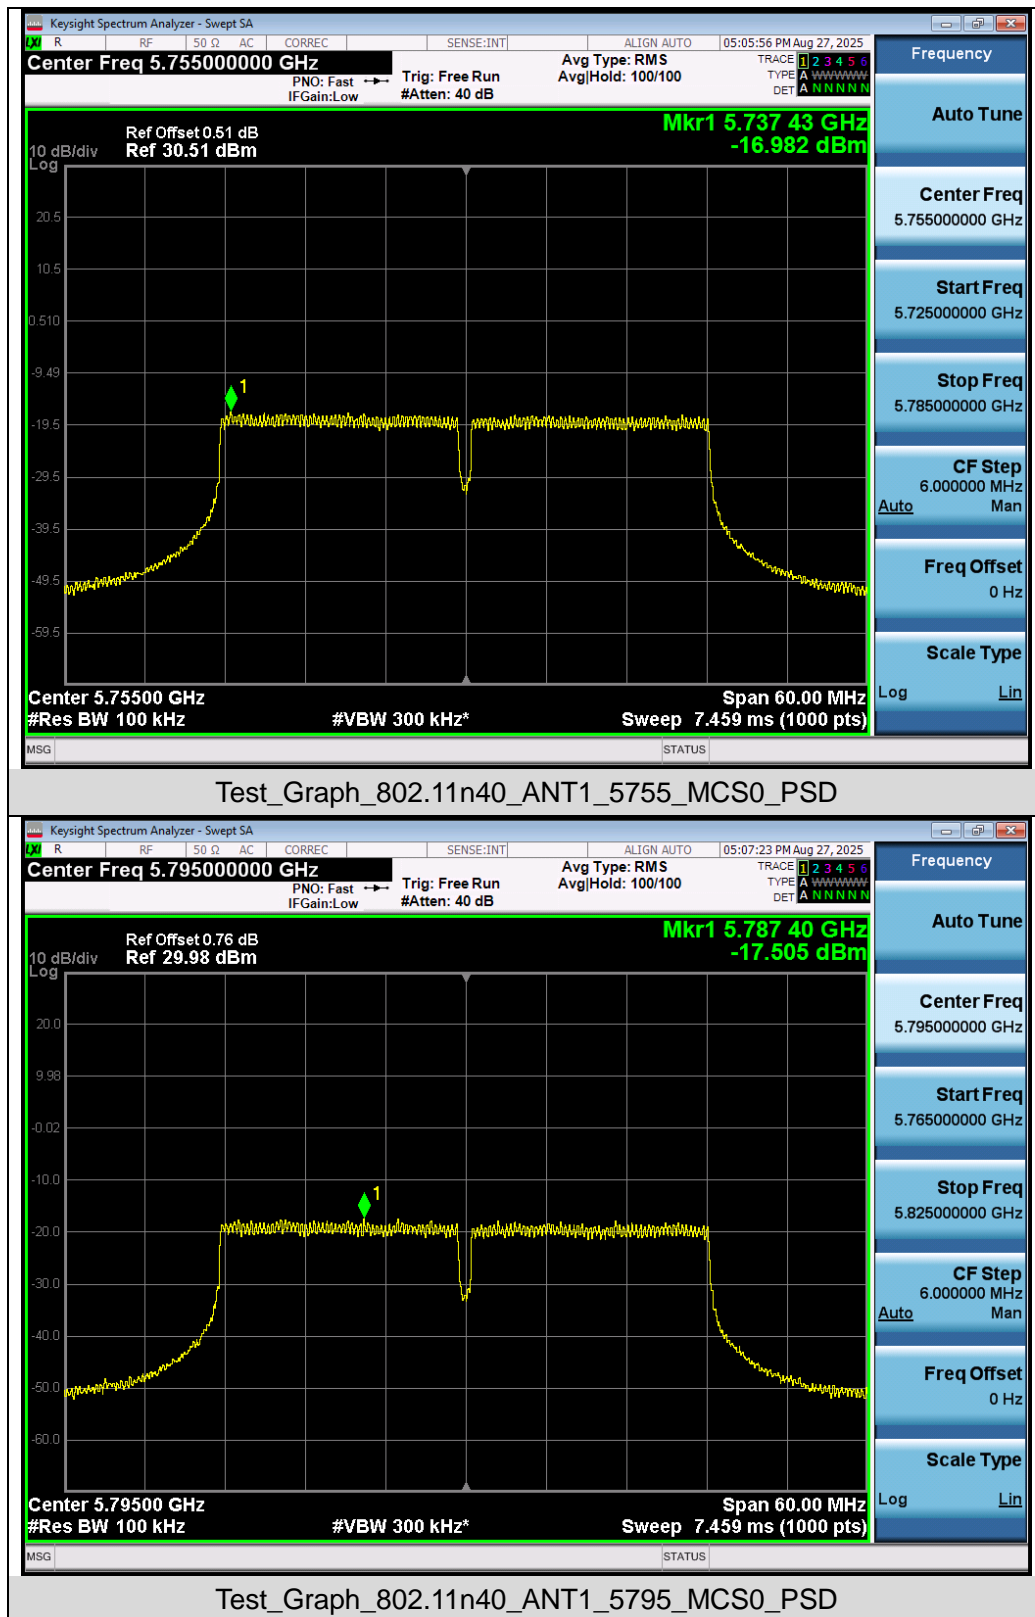 Keysight Spectrum Analyzer - Swept SA
LXI R RF 50 Ω AC CORREC SENSE:INT ALIGN AUTO 05:05:56 PM Aug 27, 2025
Center Freq 5.755000000 GHz
PNO: Fast
IFGain:Low
Trig: Free Run
#Atten: 40 dB
Avg Type: RMS
Avg|Hold: 100/100
TRACE 1 2 3 4 5 6
TYPE A WWWWW
DET A N N N N N
Mkr1 5.737 43 GHz
-16.982 dBm
Ref Offset 0.51 dB
10 dB/div Ref 30.51 dBm
Log
20.5
10.5
0.510
-9.49
-19.5
-29.5
-39.5
-49.5
-59.5
1
Center 5.75500 GHz Span 60.00 MHz
#Res BW 100 kHz #VBW 300 kHz* Sweep 7.459 ms (1000 pts)
MSG STATUS
Frequency
Auto Tune
Center Freq
5.755000000 GHz
Start Freq
5.725000000 GHz
Stop Freq
5.785000000 GHz
CF Step
6.000000 MHz
Auto Man
Freq Offset
0 Hz
Scale Type
Log Lin
Test_Graph_802.11n40_ANT1_5755_MCS0_PSD
Keysight Spectrum Analyzer - Swept SA
LXI R RF 50 Ω AC CORREC SENSE:INT ALIGN AUTO 05:07:23 PM Aug 27, 2025
Center Freq 5.795000000 GHz
PNO: Fast
IFGain:Low
Trig: Free Run
#Atten: 40 dB
Avg Type: RMS
Avg|Hold: 100/100
TRACE 1 2 3 4 5 6
TYPE A WWWWW
DET A N N N N N
Mkr1 5.787 40 GHz
-17.505 dBm
Ref Offset 0.76 dB
10 dB/div Ref 29.98 dBm
Log
20.0
9.98
-0.02
-10.0
-20.0
-30.0
-40.0
-50.0
-60.0
1
Center 5.79500 GHz Span 60.00 MHz
#Res BW 100 kHz #VBW 300 kHz* Sweep 7.459 ms (1000 pts)
MSG STATUS
Frequency
Auto Tune
Center Freq
5.795000000 GHz
Start Freq
5.765000000 GHz
Stop Freq
5.825000000 GHz
CF Step
6.000000 MHz
Auto Man
Freq Offset
0 Hz
Scale Type
Log Lin
Test_Graph_802.11n40_ANT1_5795_MCS0_PSD